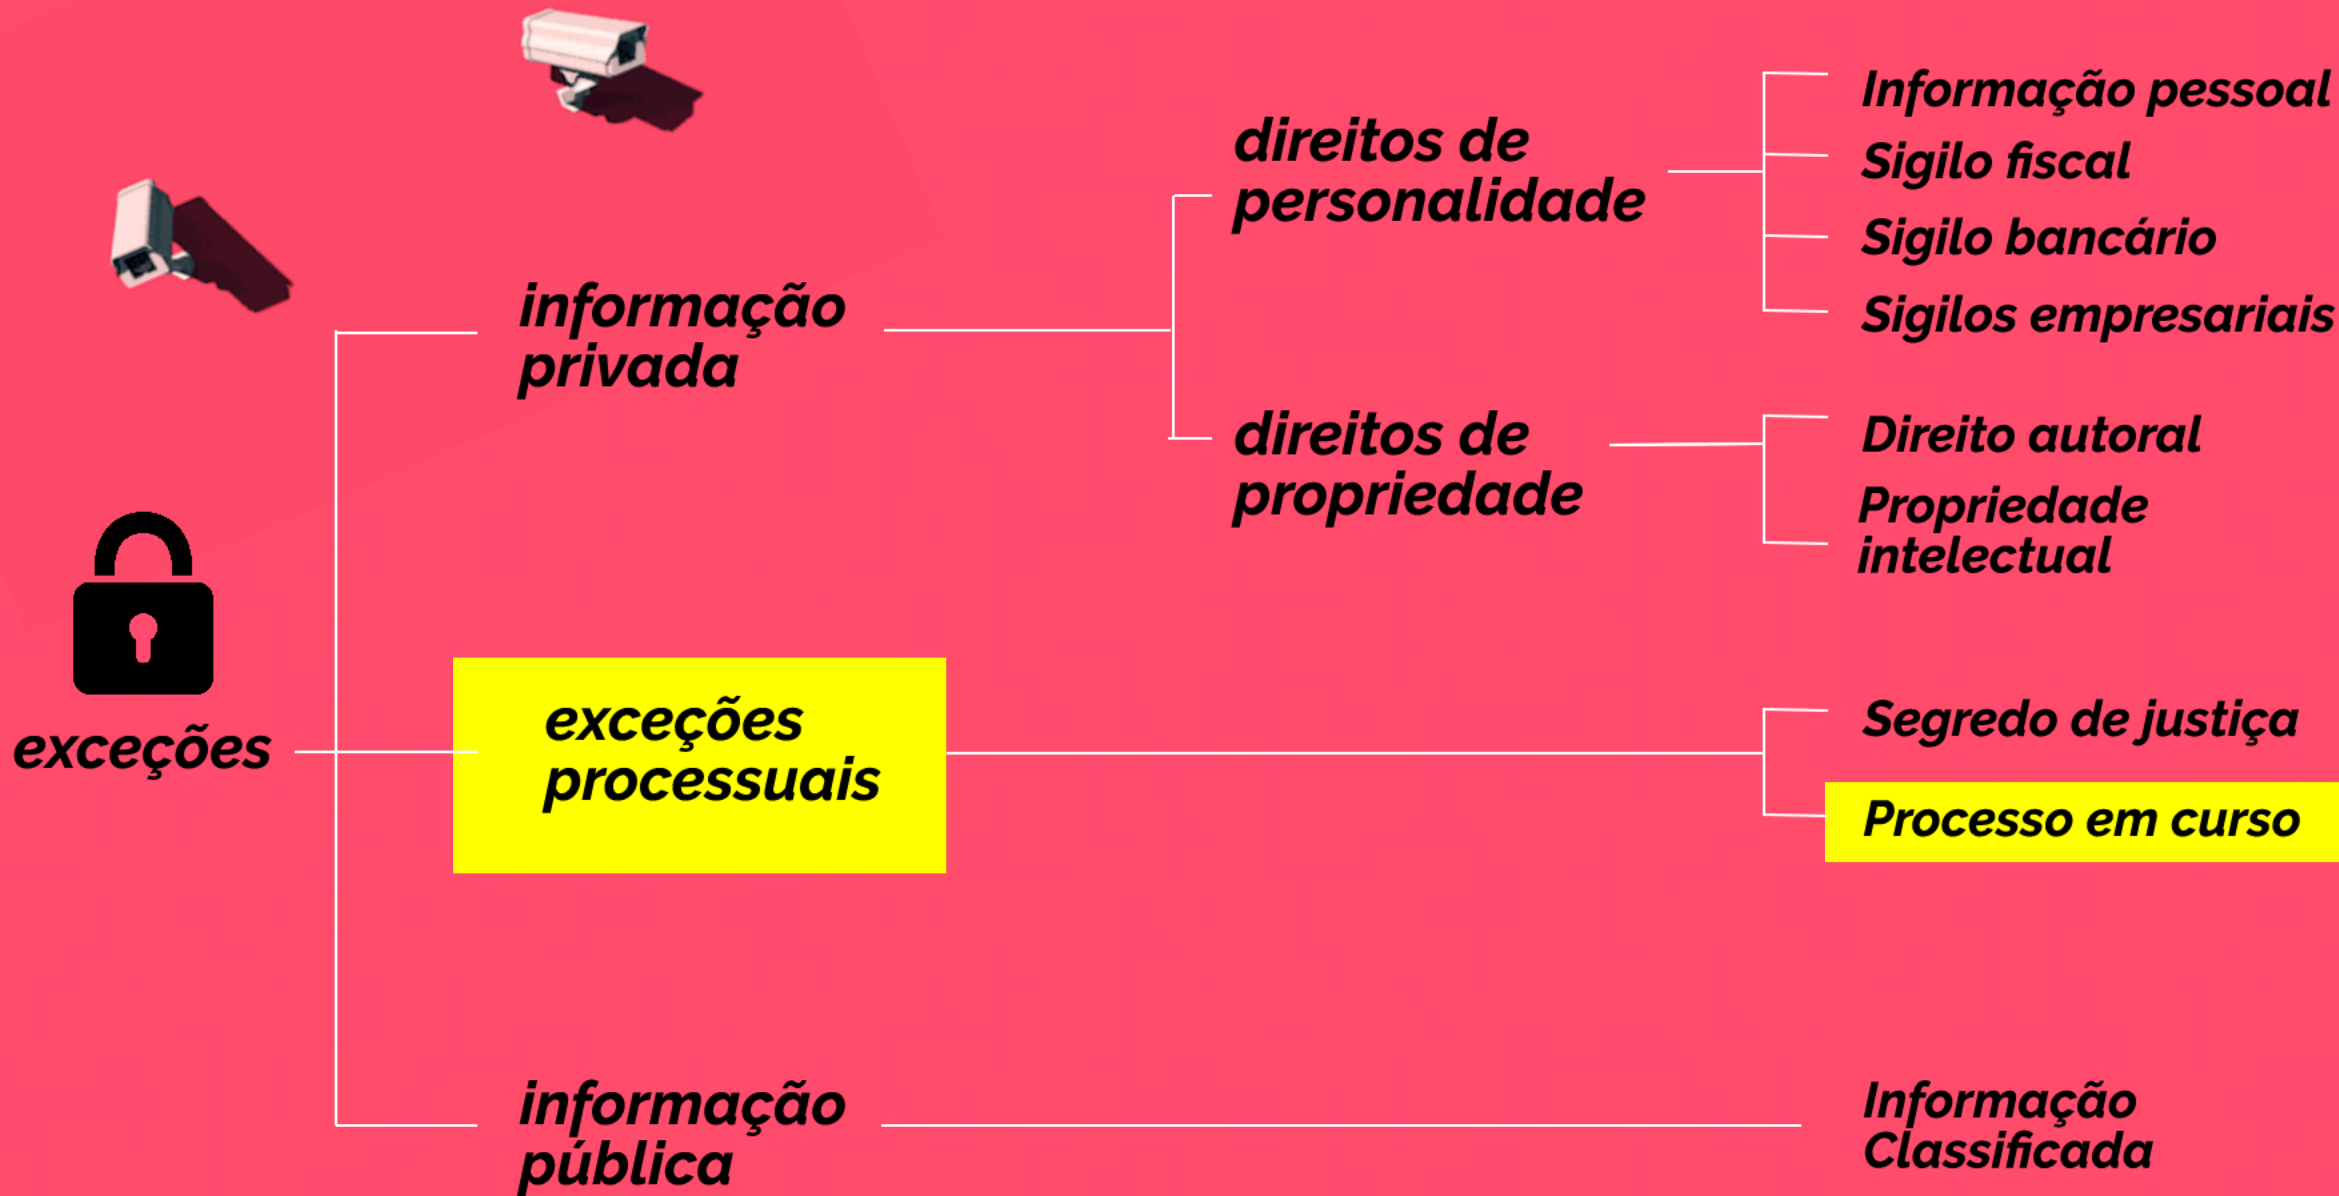 exceções
informação
privada
direitos de
personalidade
Informação pessoal
Sigilo fiscal
Sigilo bancário
Sigilos empresariais
direitos de
propriedade
Direito autoral
Propriedade
intelectual
exceções
processuais
Segredo de justiça
Processo em curso
informação
pública
Informação
Classificada